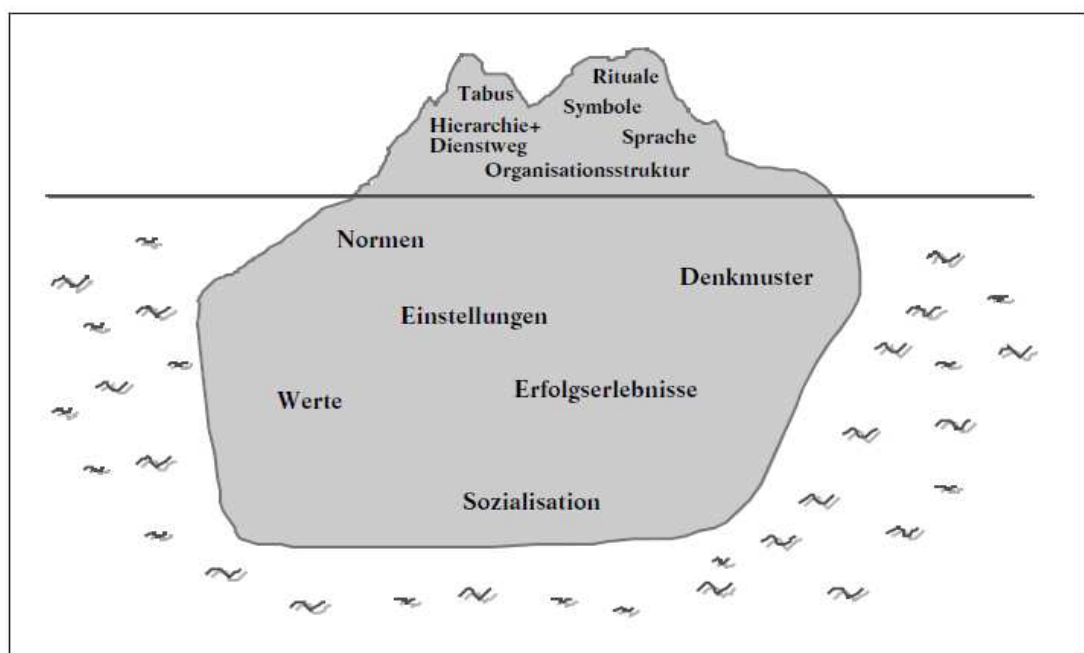 Rituale
Tabus
Symbole
Hierarchie+
Dienstweg
Sprache
Organisationsstruktur
Normen
Denkmuster
Einstellungen
Erfolgserlebnisse
Werte
Sozialisation